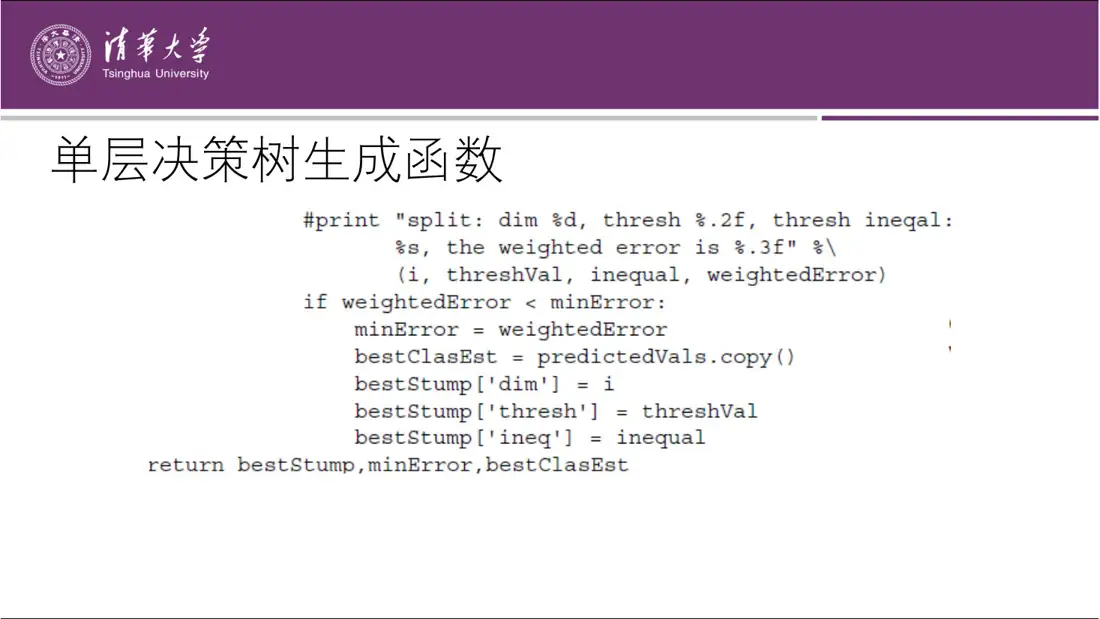 清华大学
Tsinghua University
单层决策树生成函数
#print "split: dim %d, thresh %.2f, thresh ineqal:
%s, the weighted error is %.3f" %\
(i, threshVal, inequal, weightedError)
if weightedError < minError:
minError = weightedError
bestClasEst = predictedVals.copy()
bestStump['dim'] = i
bestStump['thresh'] = threshVal
bestStump['ineq'] = inequal
return bestStump,minError,bestClasEst